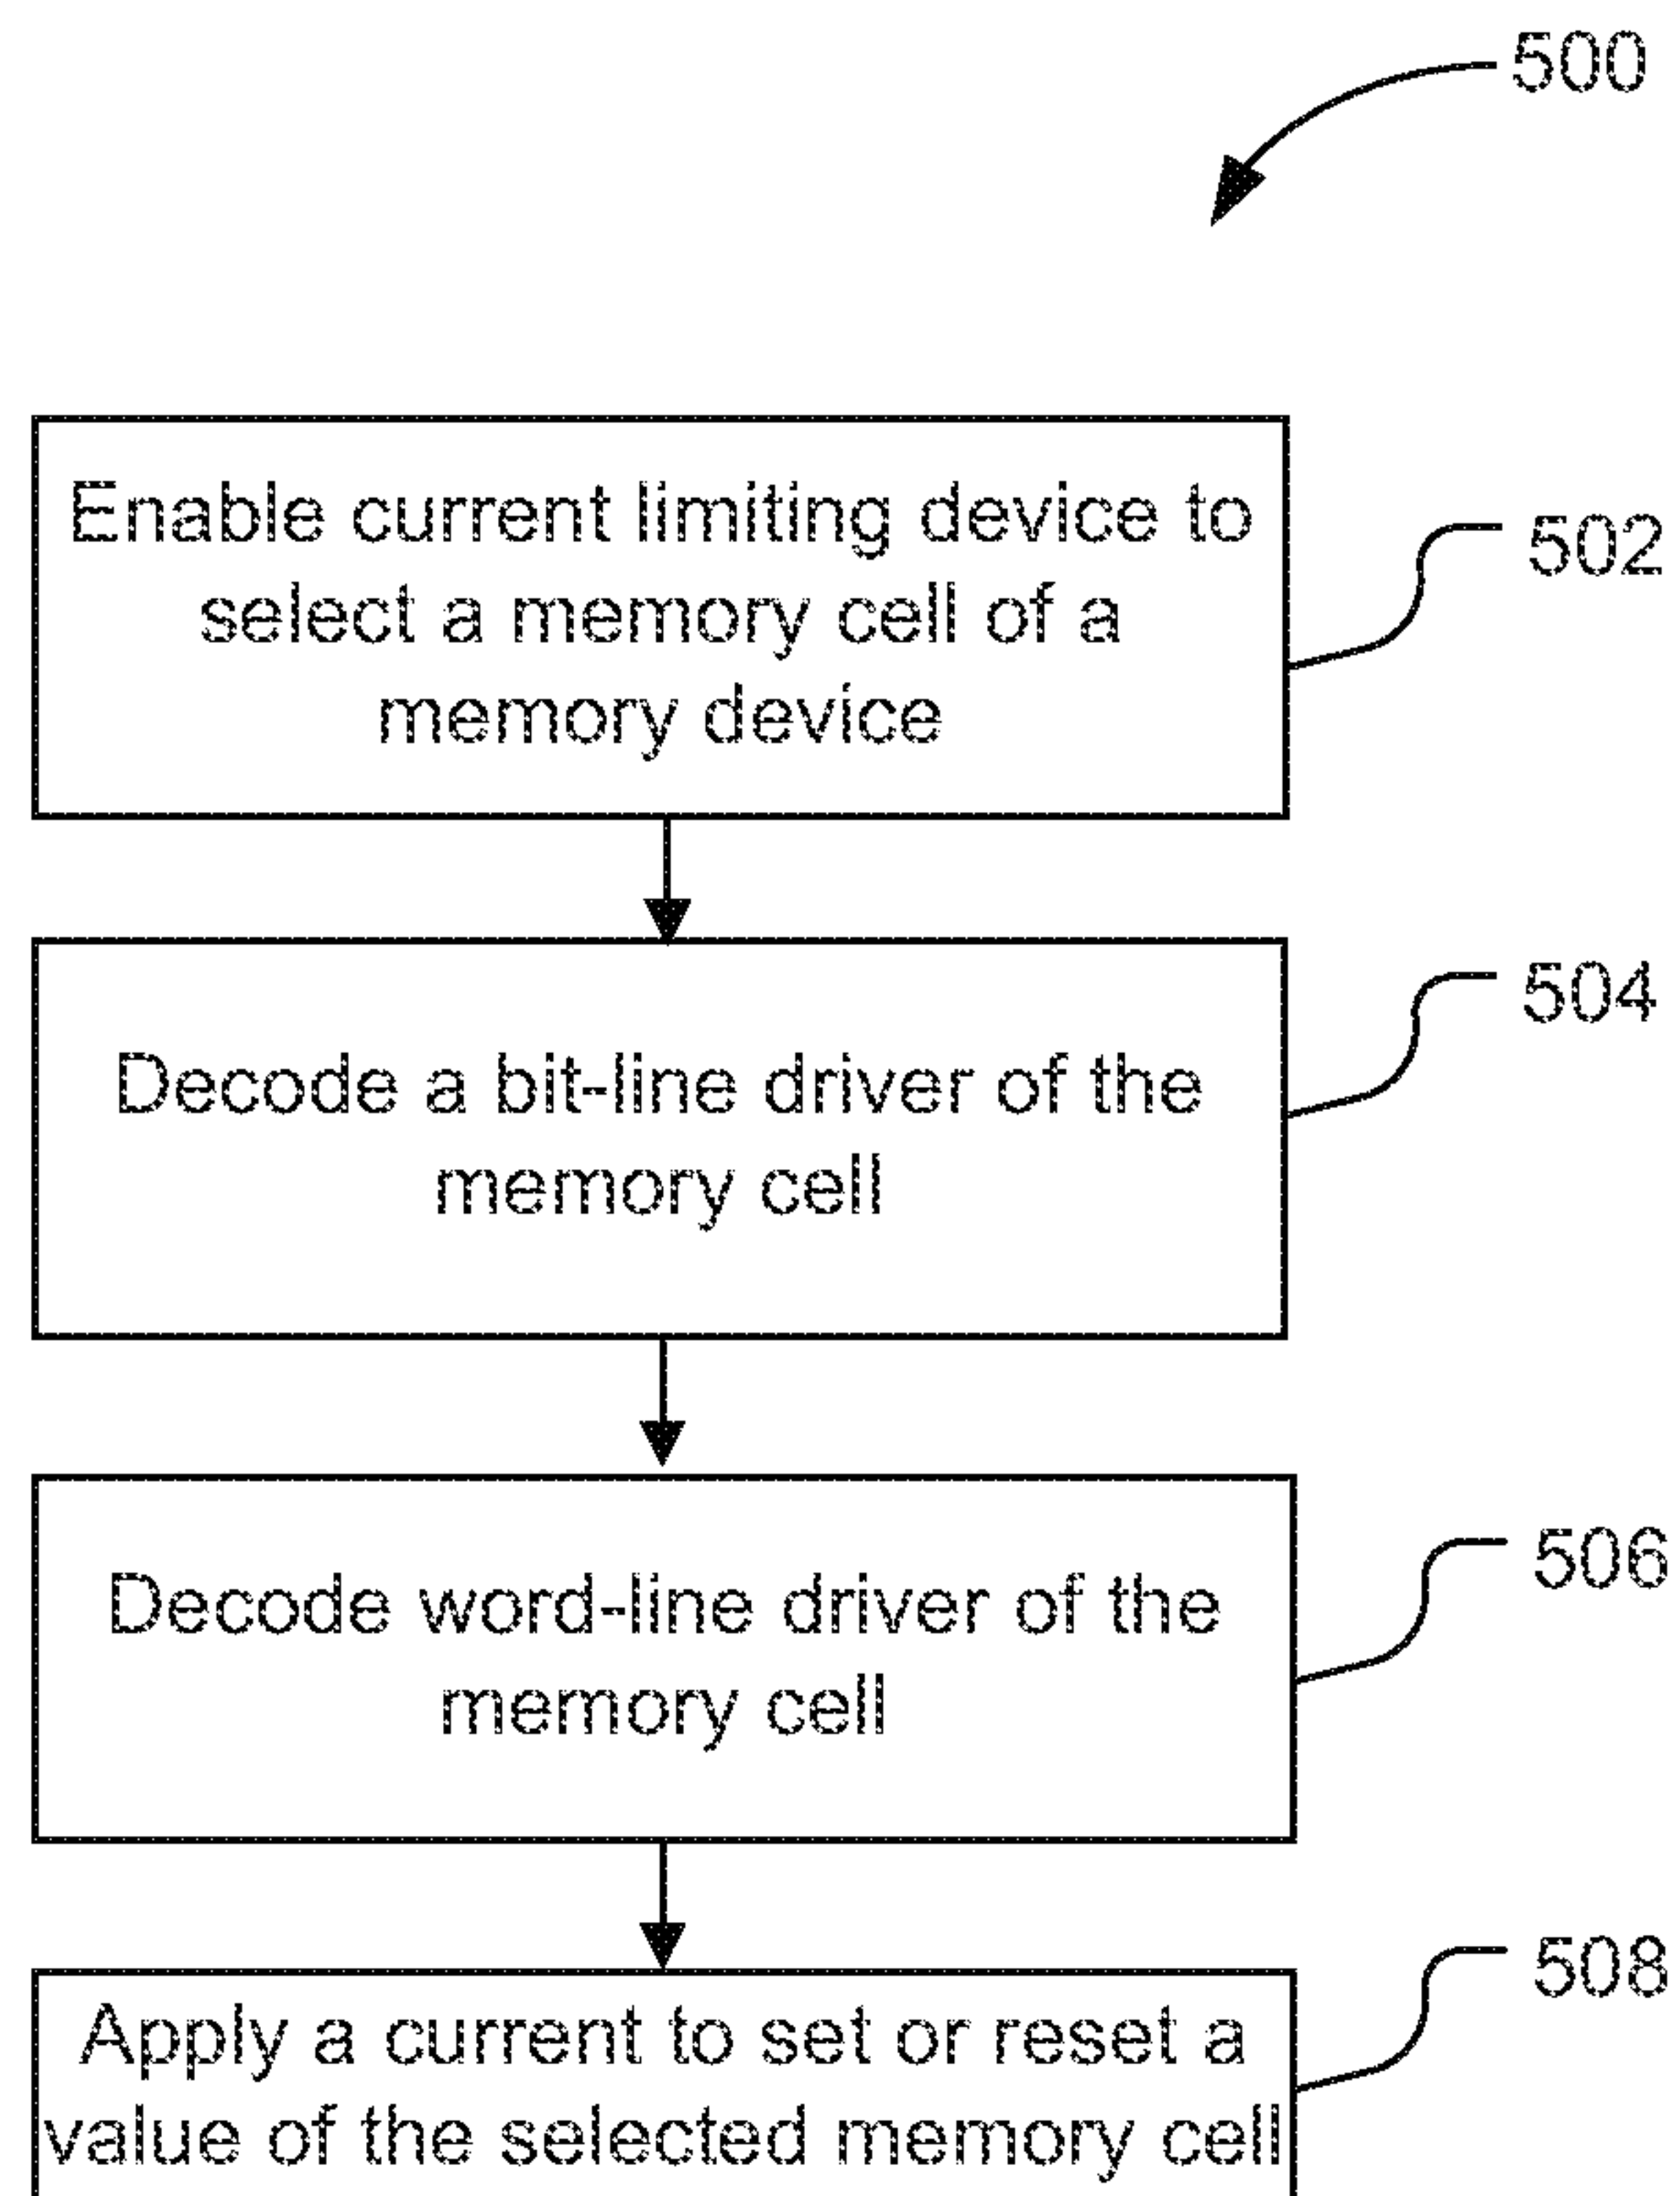 500
Enable current limiting device to
select a memory cell of a
memory device
502
Decode a bit-line driver of the
memory cell
504
Decode word-line driver of the
memory cell
506
Apply a current to set or reset a
value of the selected memory cell
508